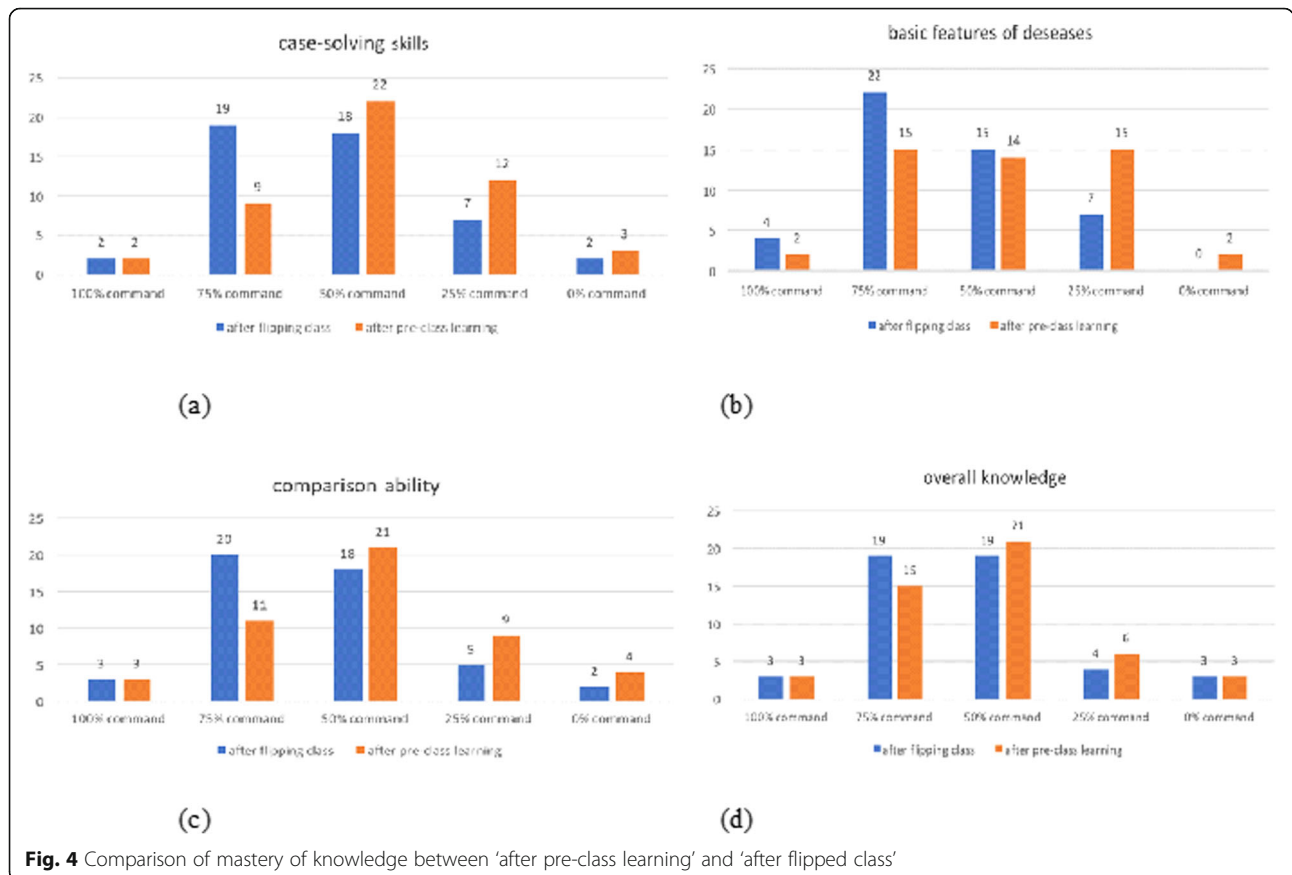 case-solving skills
25
20
15
10
5
0
2 2
19 9
18 22
7 12
2 3
100% command 75% command 50% command 25% command 0% command
after flipping class after pre-class learning
(a)
basic features of deseases
25
20
15
10
5
0
4 2
22 15
15 14
7 15
0 2
100% command 75% command 50% command 25% command 0% command
after flipping class after pre-class learning
(b)
comparison ability
25
20
15
10
5
0
3 3
20 11
18 21
5 9
2 4
100% command 75% command 50% command 25% command 0% command
after flipping class after pre-class learning
(c)
overall knowledge
25
20
15
10
5
0
3 3
19 15
19 21
4 6
3 3
100% command 75% command 50% command 25% command 0% command
after flipping class after pre-class learning
(d)
Fig. 4 Comparison of mastery of knowledge between ‘after pre-class learning’ and ‘after flipped class’